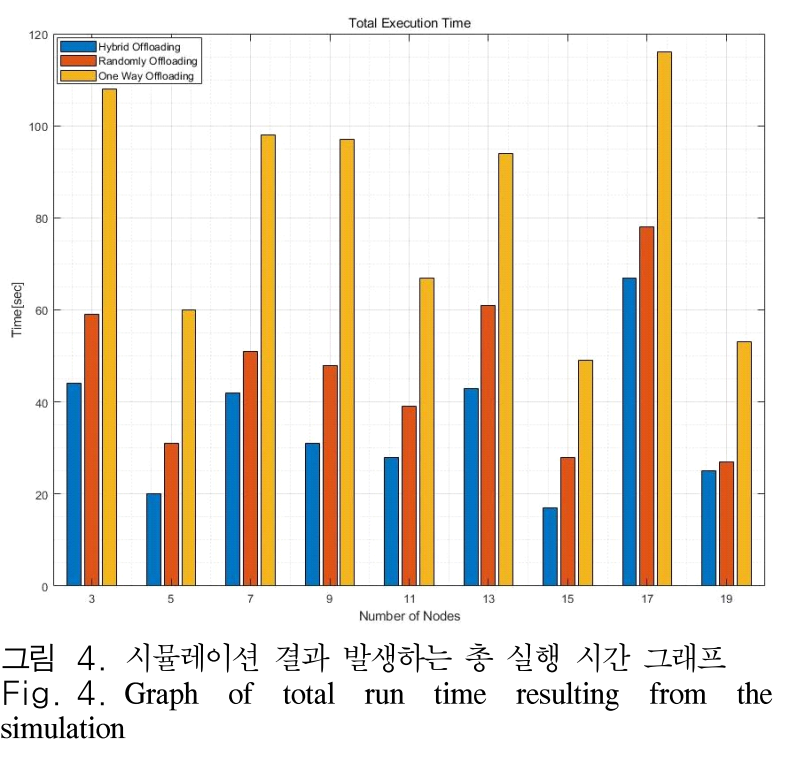 Total Execution Time
Hybrid Offloading
Randomly Offloading
One Way Offloading
120
100
80
60
40
20
0
Time[sec]
3 5 7 9 11 13 15 17 19
Number of Nodes
그림 4. 시뮬레이션 결과 발생하는 총 실행 시간 그래프
Fig. 4. Graph of total run time resulting from the
simulation